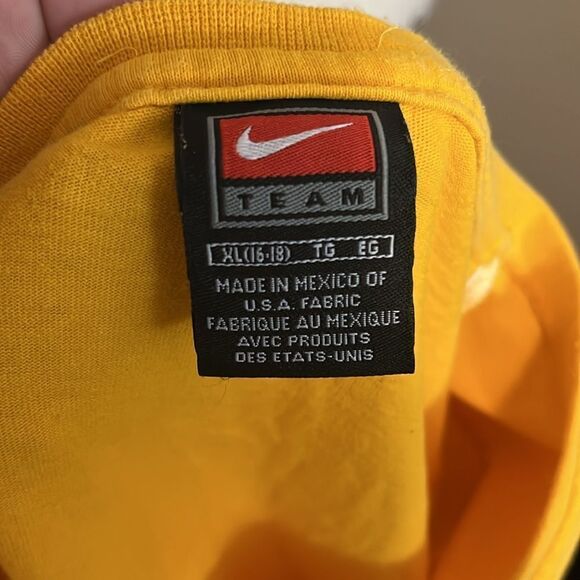 TEAM
XL(16-18) TG EG
MADE IN MEXICO OF
U.S.A. FABRIC
FABRIQUE AU MEXIQUE
AVEC PRODUITS
DES ETATS-UNIS